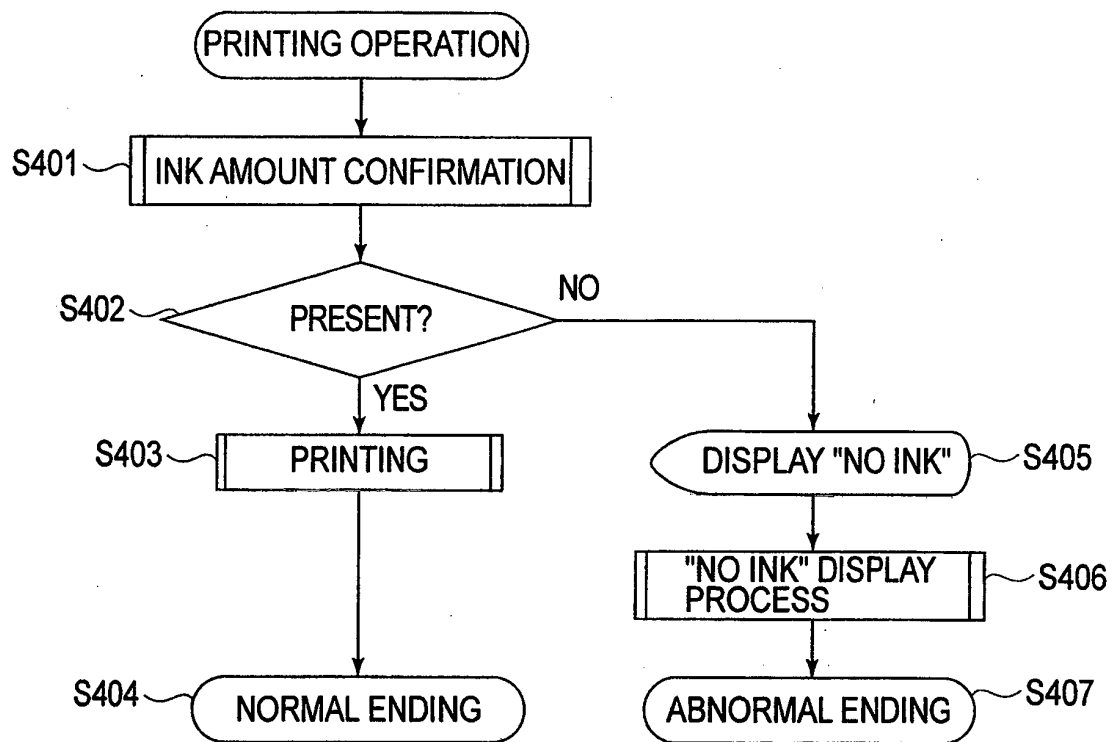 PRINTING OPERATION
S401
INK AMOUNT CONFIRMATION
S402
PRESENT?
NO
YES
S403
PRINTING
DISPLAY "NO INK"
S405
"NO INK" DISPLAY
PROCESS
S406
S404
NORMAL ENDING
ABNORMAL ENDING
S407